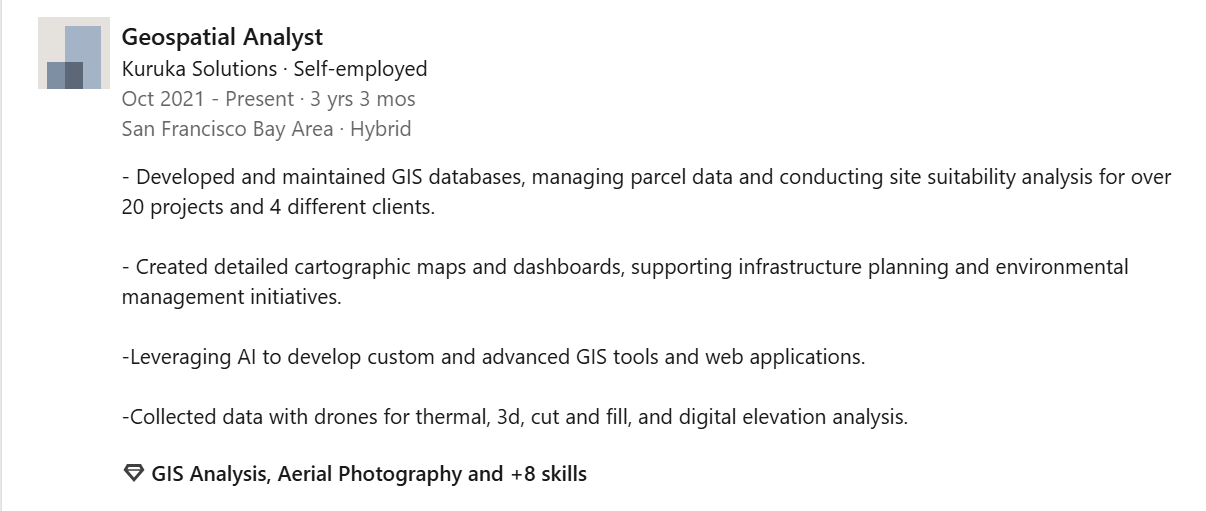 Geospatial Analyst
Kuruka Solutions · Self-employed
Oct 2021 - Present · 3 yrs 3 mos
San Francisco Bay Area · Hybrid
- Developed and maintained GIS databases, managing parcel data and conducting site suitability analysis for over
20 projects and 4 different clients.
- Created detailed cartographic maps and dashboards, supporting infrastructure planning and environmental
management initiatives.
-Leveraging AI to develop custom and advanced GIS tools and web applications.
-Collected data with drones for thermal, 3d, cut and fill, and digital elevation analysis.
GIS Analysis, Aerial Photography and +8 skills